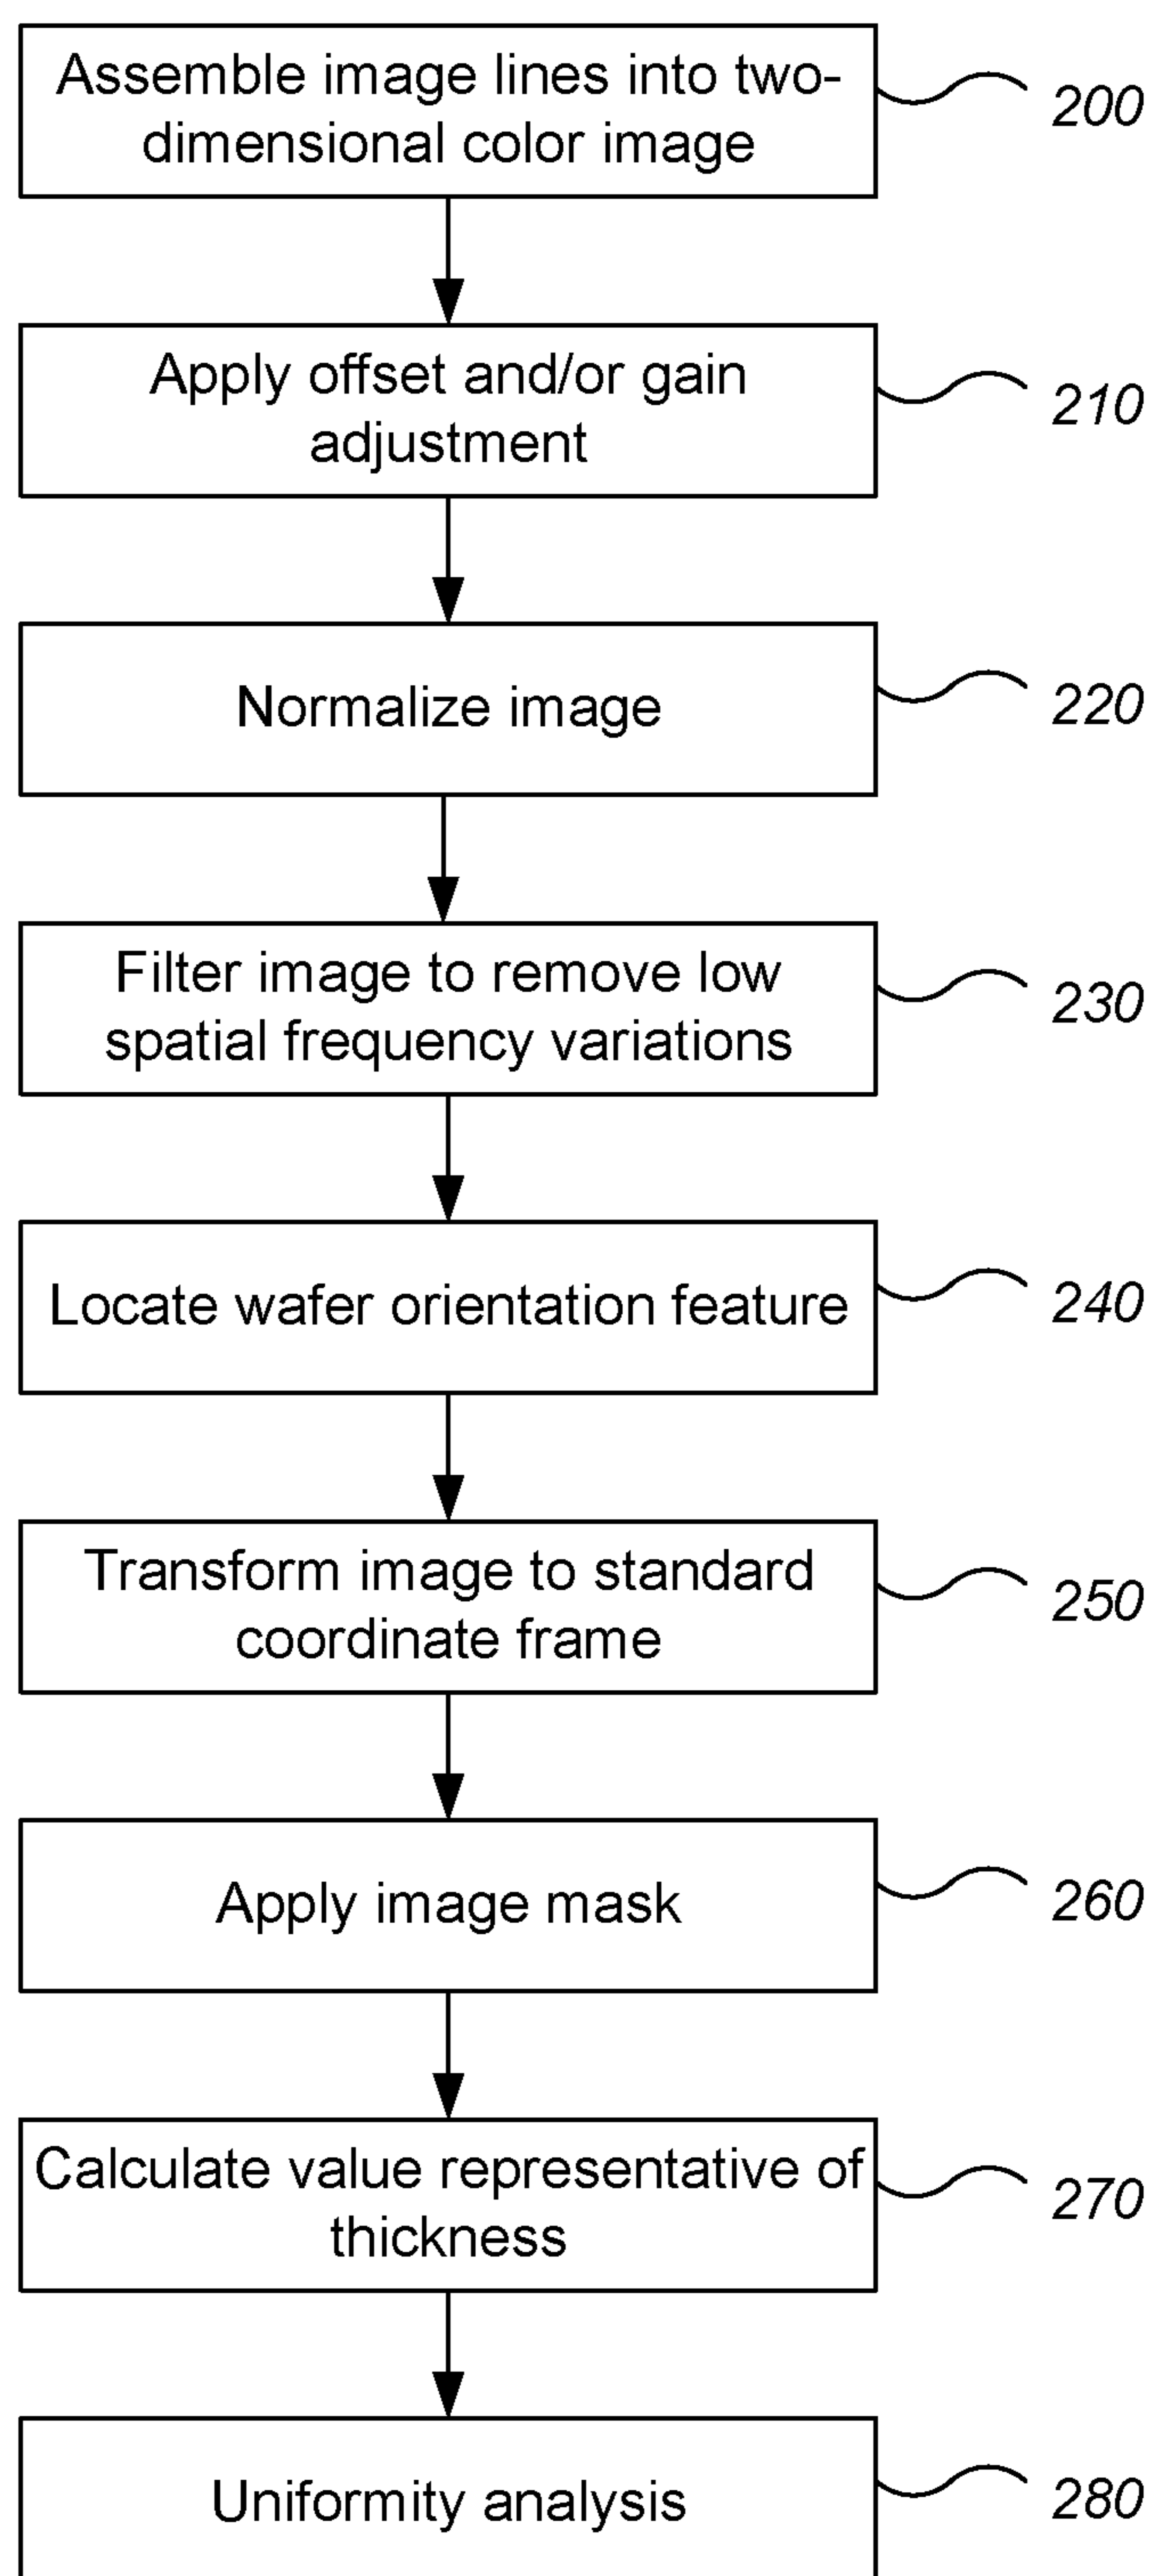 Assemble image lines into two-
dimensional color image
200
Apply offset and/or gain
adjustment
210
Normalize image
220
Filter image to remove low
spatial frequency variations
230
Locate wafer orientation feature
240
Transform image to standard
coordinate frame
250
Apply image mask
260
Calculate value representative of
thickness
270
Uniformity analysis
280